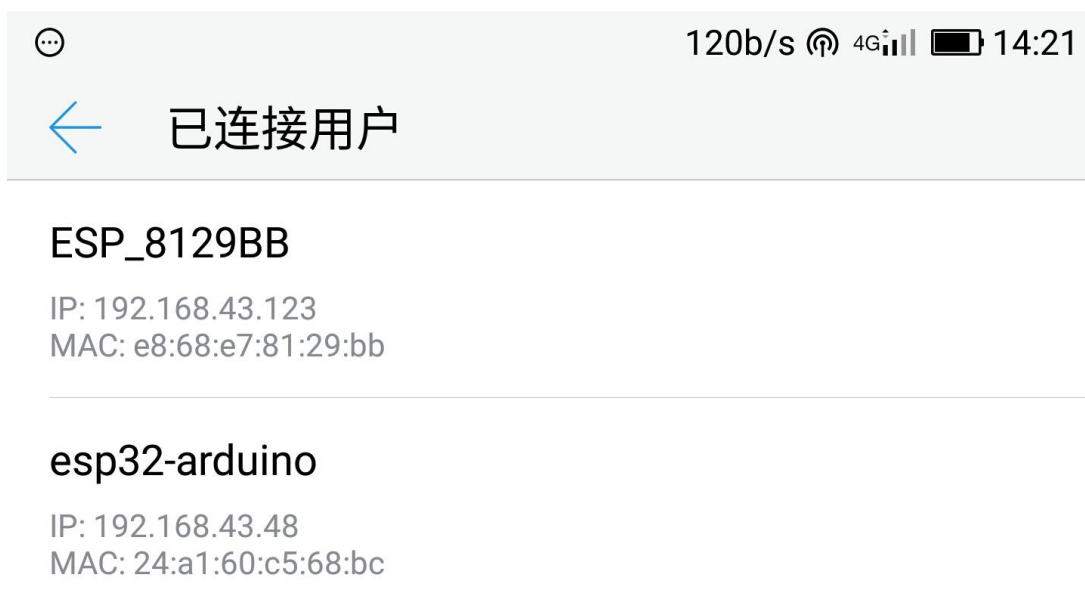 120b/s 4G 14:21
已连接用户
ESP_8129BB
IP: 192.168.43.123
MAC: e8:68:e7:81:29:bb
esp32-arduino
IP: 192.168.43.48
MAC: 24:a1:60:c5:68:bc